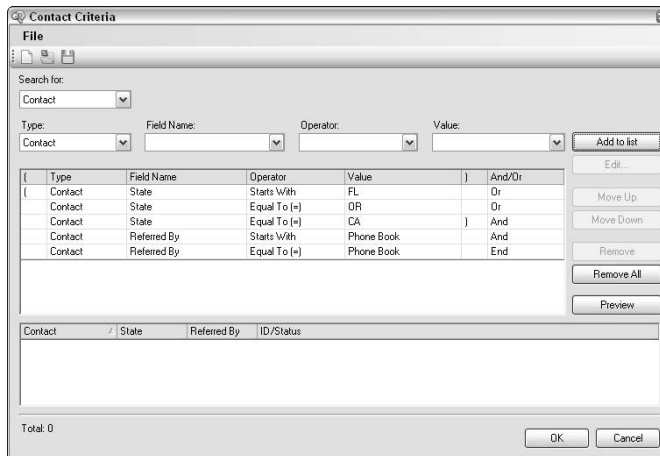 Contact Criteria
File
Search for:
Contact
Type: Field Name: Operator: Value:
Contact Add to list
Edit...
( Type Field Name Operator Value ) And/Or
( Contact State Starts With FL Or
Contact State Equal To (=) OR Or
Contact State Equal To (=) CA ) And
Contact Referred By Starts With Phone Book And
Contact Referred By Equal To (=) Phone Book End
Move Up
Move Down
Remove
Remove All
Preview
Contact State Referred By ID/Status
Total: 0
OK Cancel